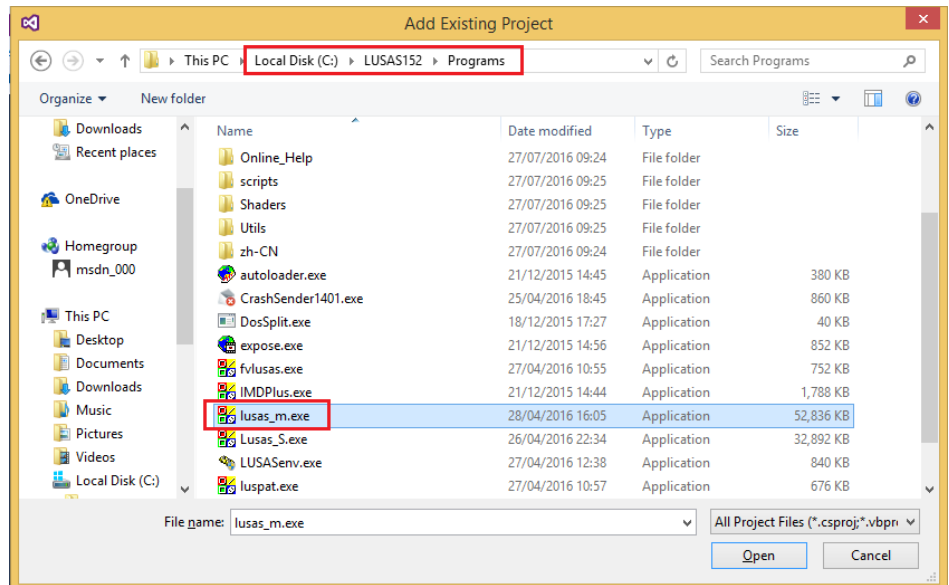 Add Existing Project
This PC Local Disk (C:) LUSAS152 Programs Search Programs
Organize New folder
Downloads
Recent places
OneDrive
Homegroup
msdn_000
This PC
Desktop
Documents
Downloads
Music
Pictures
Videos
Local Disk (C:)
Name Date modified Type Size
Online_Help 27/07/2016 09:24 File folder
scripts 27/07/2016 09:25 File folder
Shaders 27/07/2016 09:25 File folder
Utils 27/07/2016 09:25 File folder
zh-CN 27/07/2016 09:24 File folder
autoloader.exe 21/12/2015 14:45 Application 380 KB
CrashSender1401.exe 25/04/2016 18:45 Application 860 KB
DosSplit.exe 18/12/2015 17:27 Application 40 KB
expose.exe 21/12/2015 14:56 Application 852 KB
fvlusas.exe 27/04/2016 10:55 Application 752 KB
IMDPlus.exe 21/12/2015 14:44 Application 1,788 KB
lusas_m.exe 28/04/2016 16:05 Application 52,836 KB
Lusas_S.exe 26/04/2016 22:34 Application 32,892 KB
LUSASenv.exe 27/04/2016 12:38 Application 840 KB
luspat.exe 27/04/2016 10:57 Application 676 KB
File name: lusas_m.exe All Project Files (*.csproj;*.vbpro
Open Cancel